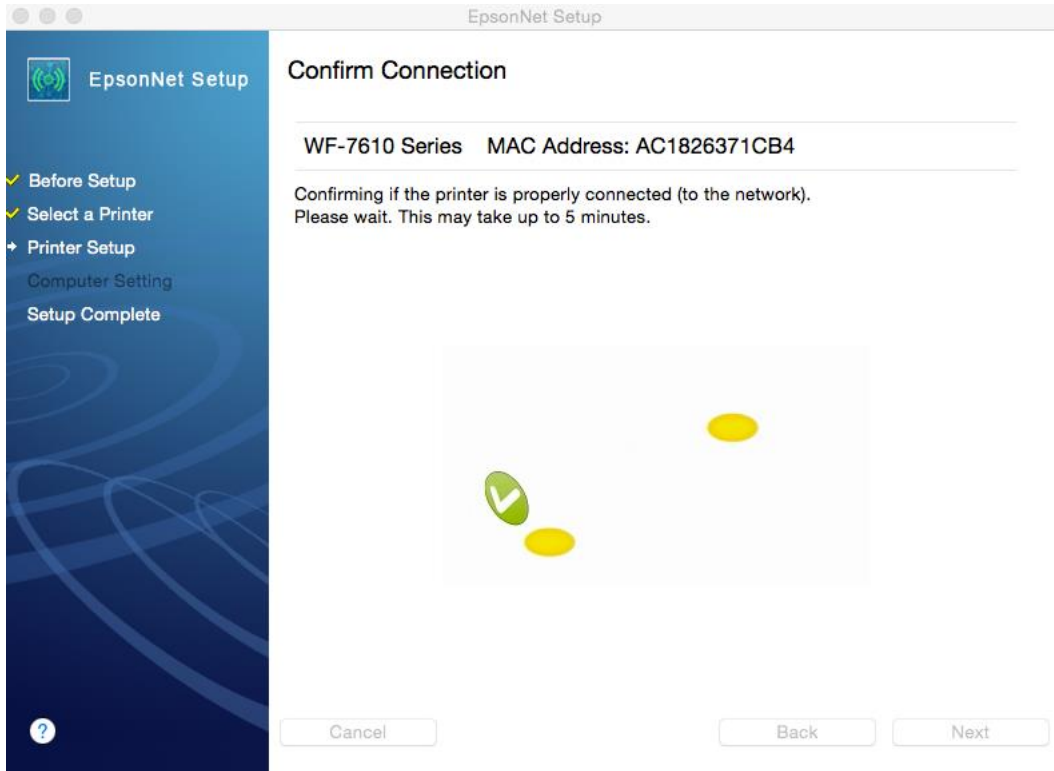 EpsonNet Setup
EpsonNet Setup
Before Setup
Select a Printer
Printer Setup
Computer Setting
Setup Complete
?
Confirm Connection
WF-7610 Series MAC Address: AC1826371CB4
Confirming if the printer is properly connected (to the network).
Please wait. This may take up to 5 minutes.
Cancel
Back
Next